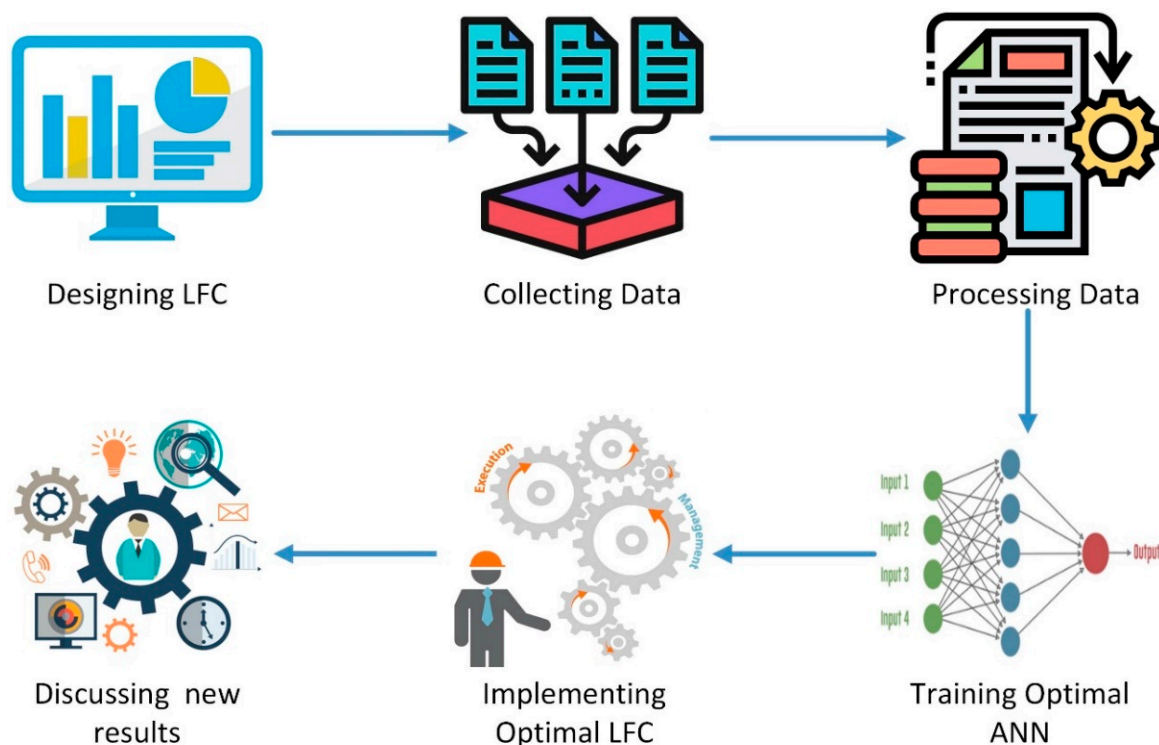 Designing LFC
Collecting Data
Processing Data
Execution
Management
Input 1
Input 2
Input 3
Input 4
Output
Discussing new
results
Implementing
Optimal LFC
Training Optimal
ANN